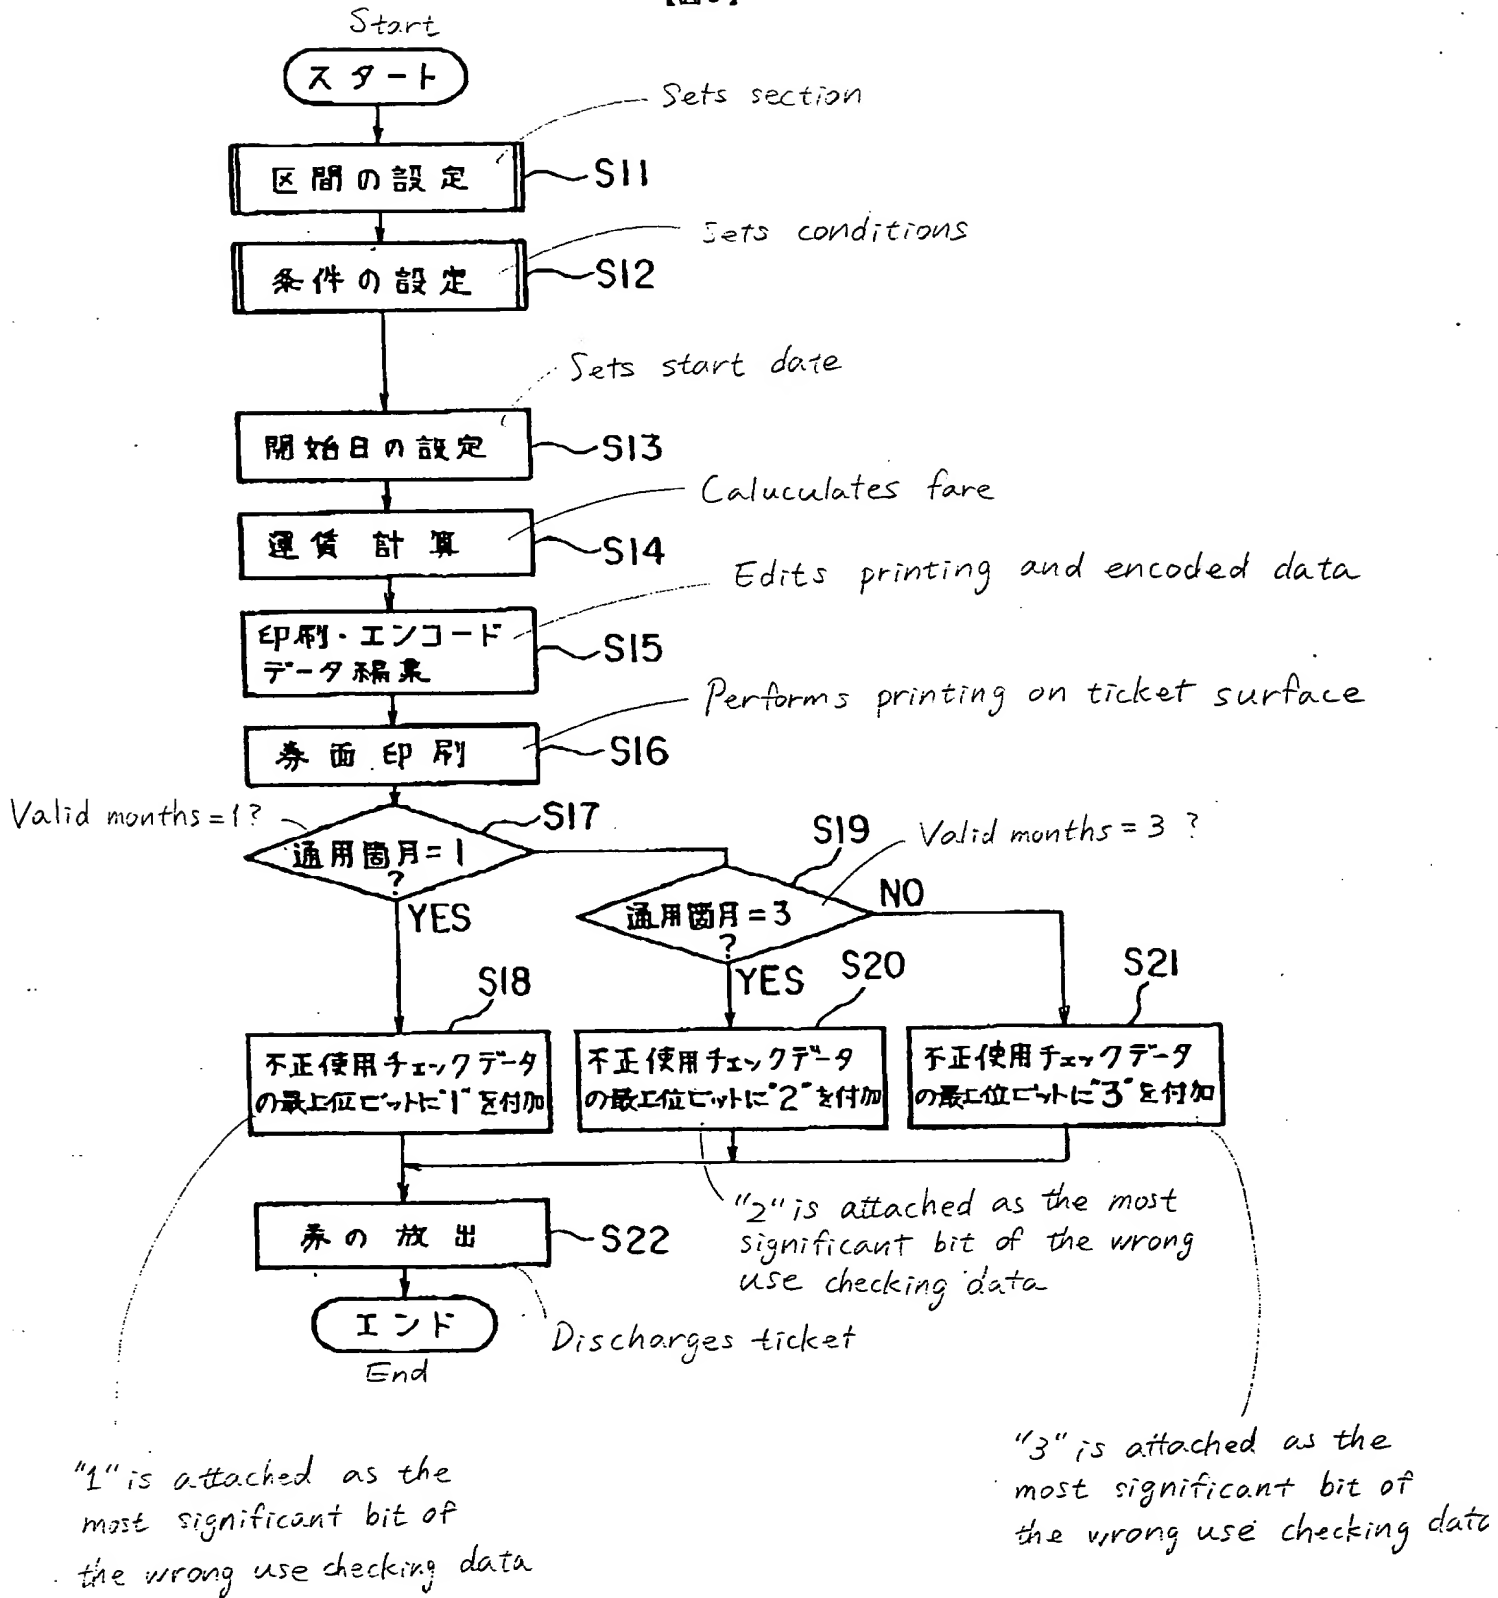 Start
スタート
Sets section
区間の設定
S11
Sets conditions
条件の設定
S12
Sets start date
開始日の設定
S13
Caluculates fare
運賃計算
S14
Edits printing and encoded data
印刷・エンコード
データ編集
S15
Performs printing on ticket surface
券面印刷
S16
Valid months=1?
通用箇月=1
?
S17
YES
S19
Valid months=3 ?
通用箇月=3
?
NO
YES
S18
不正使用チェックデータ
の最上位ビットに"1"を付加
S20
不正使用チェックデータ
の最上位ビットに"2"を付加
S21
不正使用チェックデータ
の最上位ビットに"3"を付加
"2" is attached as the most
significant bit of the wrong
use checking data
券の放出
S22
Discharges ticket
エンド
End
"1" is attached as the
most significant bit of
the wrong use checking data
"3" is attached as the
most significant bit of
the wrong use checking data